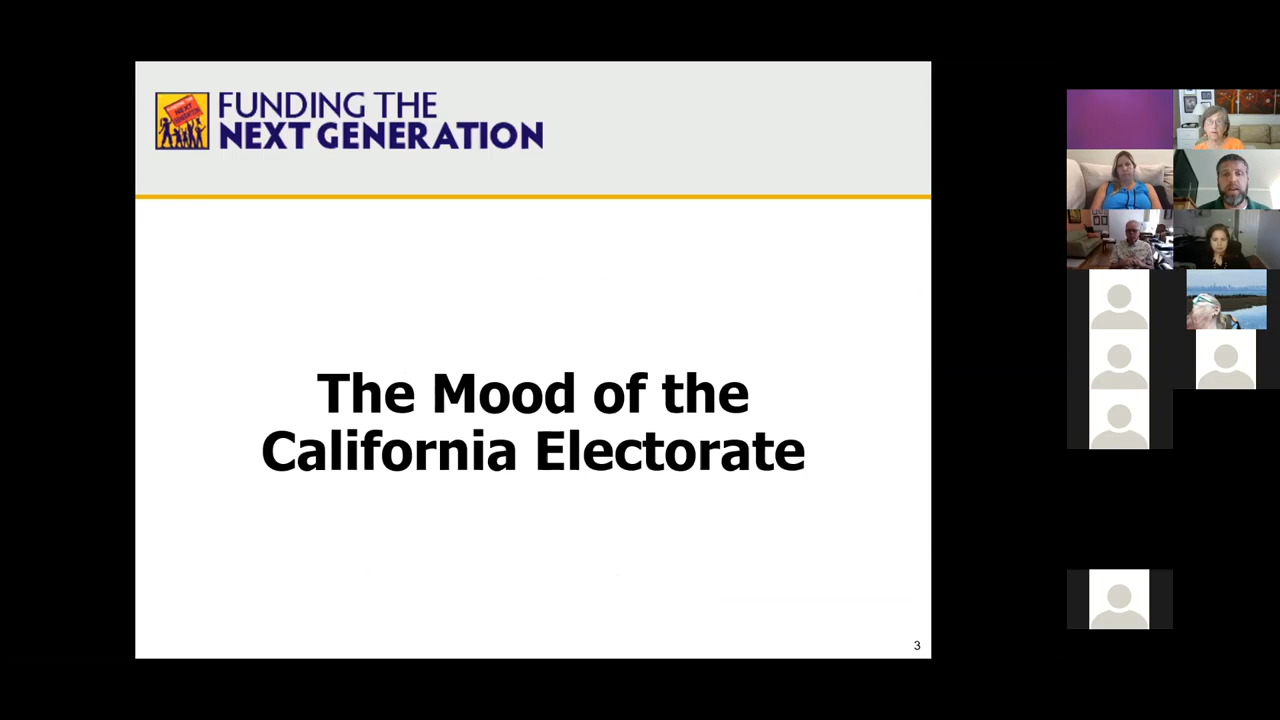 FUNDING THE
NEXT GENERATION
The Mood of the
California Electorate
3